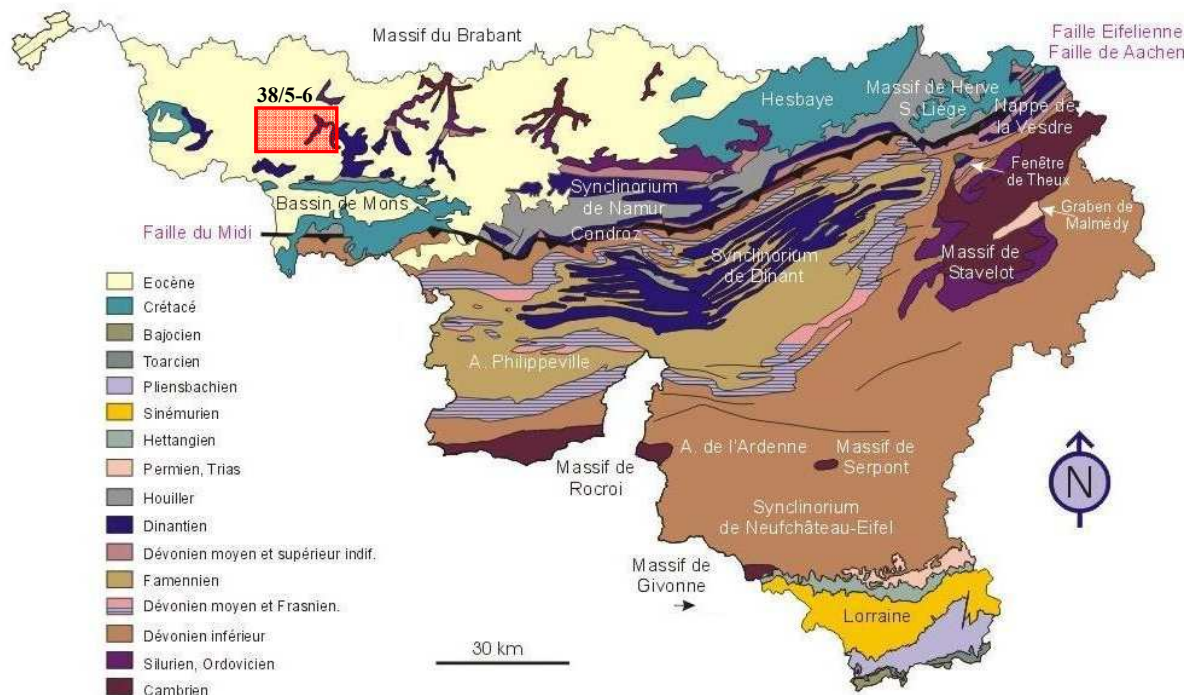 Massif du Brabant
Faille Eifelienne
Faille de Aachen
38/5-6
Hesbaye
Massif de Herve
S. Liège
Nappe de
la Vesdre
Fenêtre
de Theux
Graben de
Malmédy
Bassin de Mons
Synclinorium
de Namur
Condroz
Faille du Midi
Synclinorium
de Dinant
Massif de
Stavelot
A. Philippeville
Eocène
Crétacé
Bajocien
Toarcien
Pliensbachien
Sinémurien
Hettangien
Permien, Trias
Houiller
Dinantien
Dévonien moyen et supérieur indif.
Famennien
Dévonien moyen et Frasnien.
Dévonien inférieur
Silurien, Ordovicien
Cambrien
Massif de
Rocroi
A. de l'Ardenne
Massif de
Serpont
Synclinorium
de Neufchâteau-Eifel
Massif de
Givonne
Lorraine
30 km
N